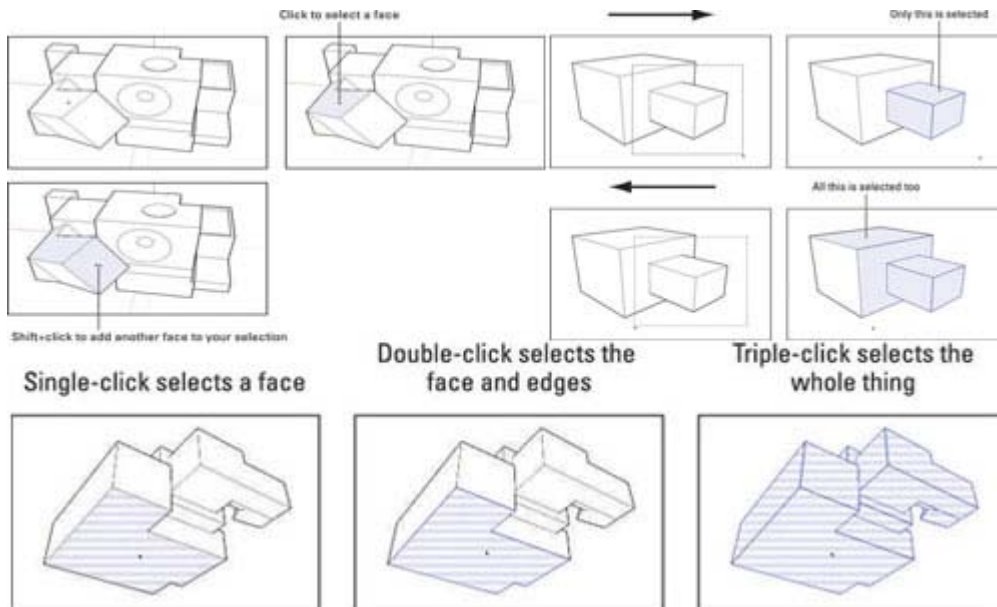 Click to select a face
Only this is selected
Shift+click to add another face to your selection
All this is selected too
Single-click selects a face
Double-click selects the
face and edges
Triple-click selects the
whole thing